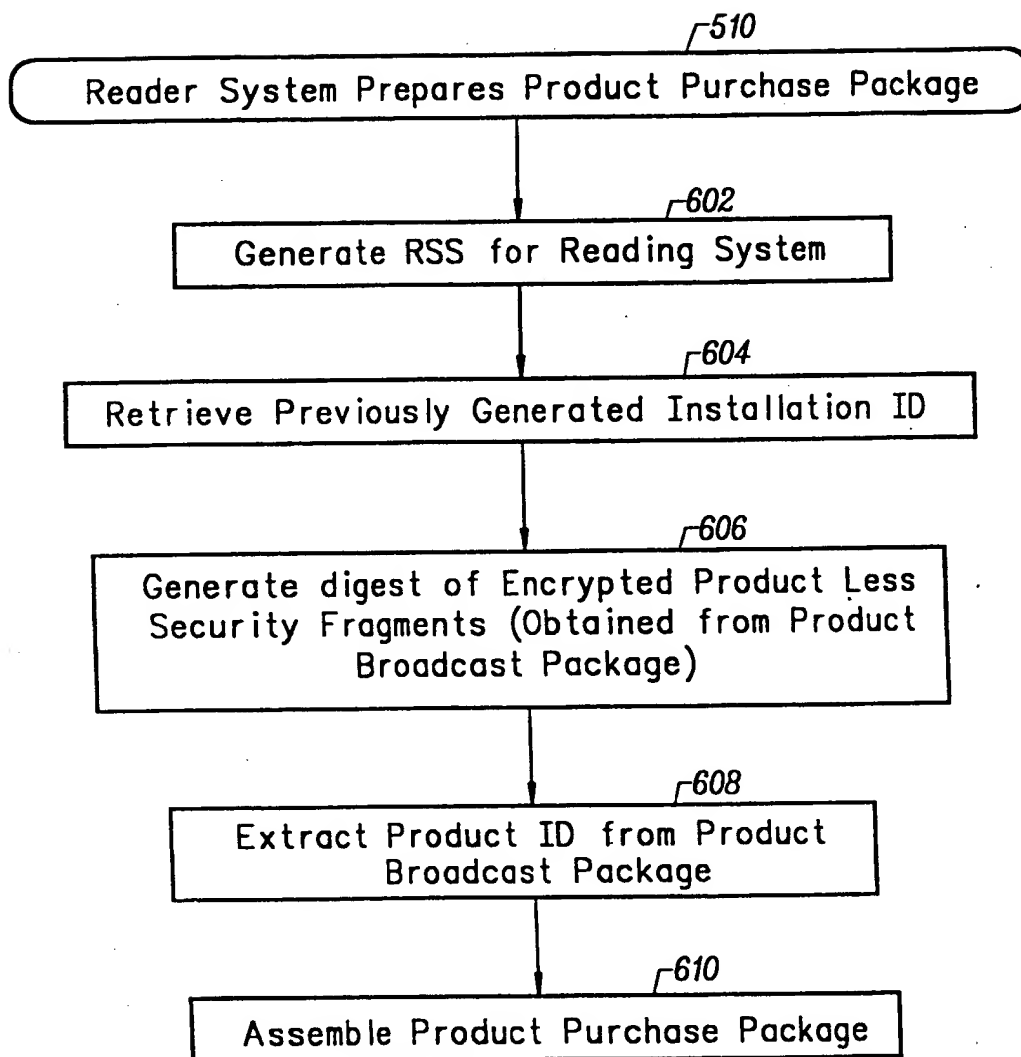 510
Reader System Prepares Product Purchase Package
602
Generate RSS for Reading System
604
Retrieve Previously Generated Installation ID
606
Generate digest of Encrypted Product Less
Security Fragments (Obtained from Product
Broadcast Package)
608
Extract Product ID from Product
Broadcast Package
610
Assemble Product Purchase Package